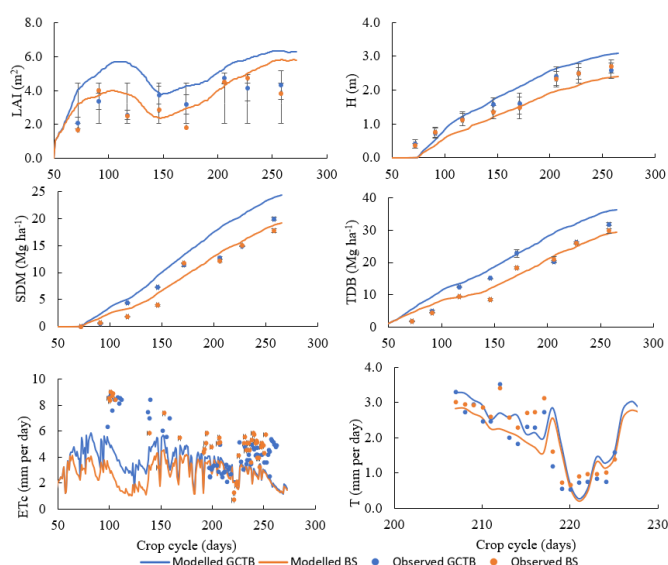 8.0
6.0
4.0
2.0
0.0
LAI (m²)
50 100 150 200 250 300
4.0
3.0
2.0
1.0
0.0
H (m)
50 100 150 200 250 300
25
20
15
10
5
0
SDM (Mg ha⁻¹)
50 100 150 200 250 300
40
30
20
10
0
TDB (Mg ha⁻¹)
50 100 150 200 250 300
10
8
6
4
2
0
ETc (mm per day)
50 100 150 200 250 300
Crop cycle (days)
4.0
3.0
2.0
1.0
0.0
T (mm per day)
200 210 220 230
Crop cycle (days)
Modelled GCTB Modelled BS Observed GCTB Observed BS